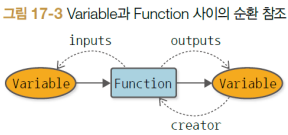 그림 17-3 Variable과 Function 사이의 순환 참조
inputs outputs
Variable Function Variable
creator